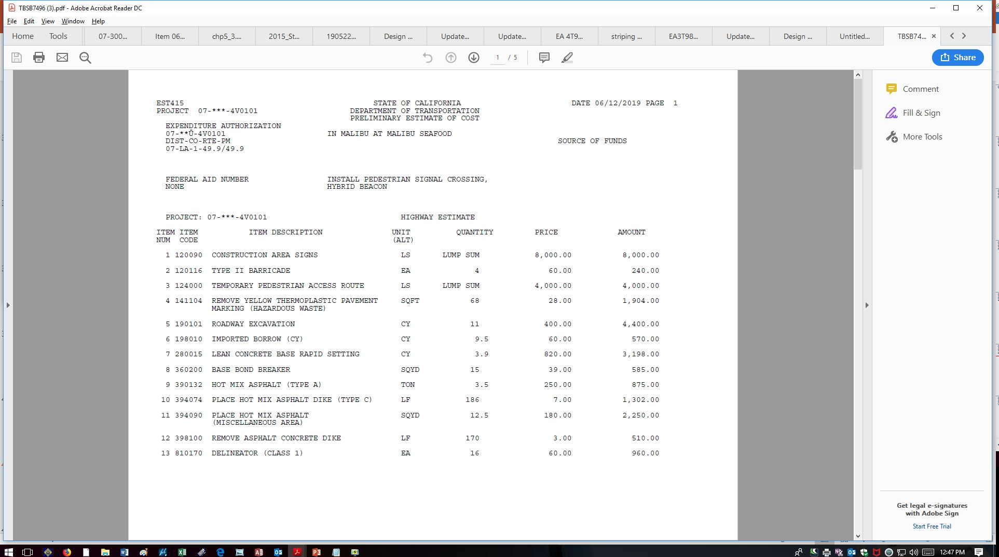 TBSB7496 (3).pdf - Adobe Acrobat Reader DC
File Edit View Window Help
Home Tools 07-300... Item 06... chp5_3.... 2015_St... 190522... Design ... Update... Update... EA 4T9... striping ... EA3T98... Update... Design ... Untitled... TBSB74...
1 / 5
Share
Comment
Fill & Sign
More Tools
EST415 STATE OF CALIFORNIA DATE 06/12/2019 PAGE 1
PROJECT 07-***-4V0101 DEPARTMENT OF TRANSPORTATION
PRELIMINARY ESTIMATE OF COST
EXPENDITURE AUTHORIZATION
07-**Ü-4V0101 IN MALIBU AT MALIBU SEAFOOD
DIST-CO-RTE-PM SOURCE OF FUNDS
07-LA-1-49.9/49.9
FEDERAL AID NUMBER INSTALL PEDESTRIAN SIGNAL CROSSING,
NONE HYBRID BEACON
PROJECT: 07-***-4V0101 HIGHWAY ESTIMATE
ITEM ITEM ITEM DESCRIPTION UNIT QUANTITY PRICE AMOUNT
NUM CODE (ALT)
1 120090 CONSTRUCTION AREA SIGNS LS LUMP SUM 8,000.00 8,000.00
2 120116 TYPE II BARRICADE EA 4 60.00 240.00
3 124000 TEMPORARY PEDESTRIAN ACCESS ROUTE LS LUMP SUM 4,000.00 4,000.00
4 141104 REMOVE YELLOW THERMOPLASTIC PAVEMENT SQFT 68 28.00 1,904.00
MARKING (HAZARDOUS WASTE)
5 190101 ROADWAY EXCAVATION CY 11 400.00 4,400.00
6 198010 IMPORTED BORROW (CY) CY 9.5 60.00 570.00
7 280015 LEAN CONCRETE BASE RAPID SETTING CY 3.9 820.00 3,198.00
8 360200 BASE BOND BREAKER SQYD 15 39.00 585.00
9 390132 HOT MIX ASPHALT (TYPE A) TON 3.5 250.00 875.00
10 394074 PLACE HOT MIX ASPHALT DIKE (TYPE C) LF 186 7.00 1,302.00
11 394090 PLACE HOT MIX ASPHALT SQYD 12.5 180.00 2,250.00
(MISCELLANEOUS AREA)
12 398100 REMOVE ASPHALT CONCRETE DIKE LF 170 3.00 510.00
13 810170 DELINEATOR (CLASS 1) EA 16 60.00 960.00
Get legal e-signatures
with Adobe Sign
Start Free Trial
12:47 PM